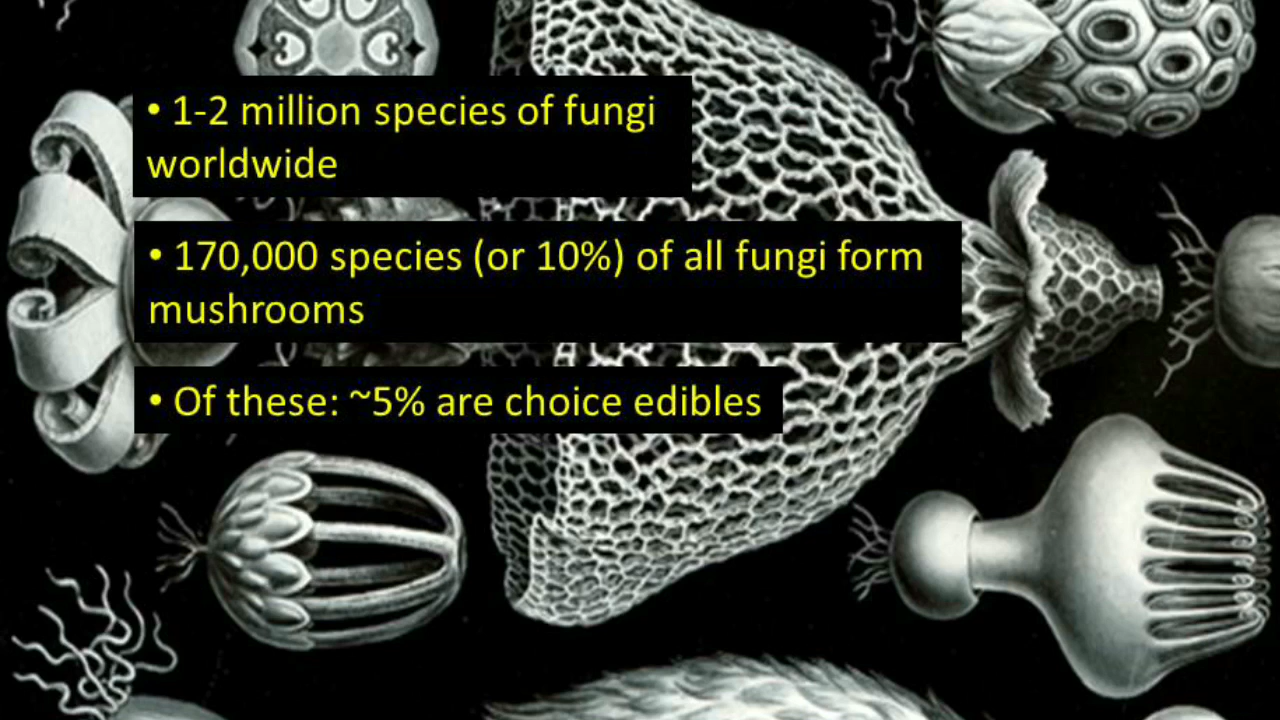 • 1-2 million species of fungi
worldwide
• 170,000 species (or 10%) of all fungi form
mushrooms
• Of these: ~5% are choice edibles